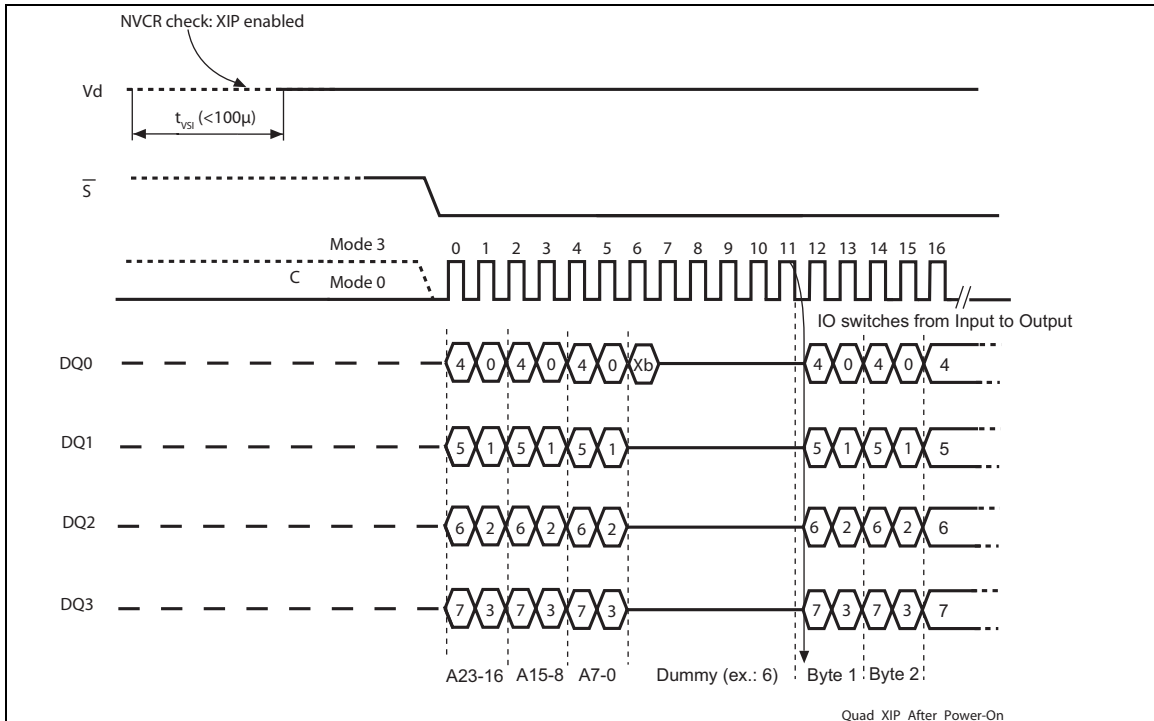 NVCR check: XIP enabled
Vd
tVSI (<100µ)
S
Mode 3
C
Mode 0
0 1 2 3 4 5 6 7 8 9 10 11 12 13 14 15 16
IO switches from Input to Output
DQ0
4 0 4 0 4 0 Xb 4 0 4 0 4
DQ1
5 1 5 1 5 1 5 1 5 1 5
DQ2
6 2 6 2 6 2 6 2 6 2 6
DQ3
7 3 7 3 7 3 7 3 7 3 7
A23-16 A15-8 A7-0 Dummy (ex.: 6) Byte 1 Byte 2
Quad XIP After Power-On